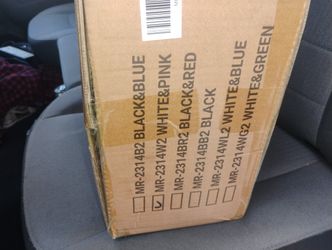 MR-2314B2 BLACK&BLUE
MR-2314W2 WHITE&PINK
MR-2314BR2 BLACK&RED
MR-2314BB2 BLACK
MR-2314WL2 WHITE&BLUE
MR-2314WG2 WHITE&GREEN